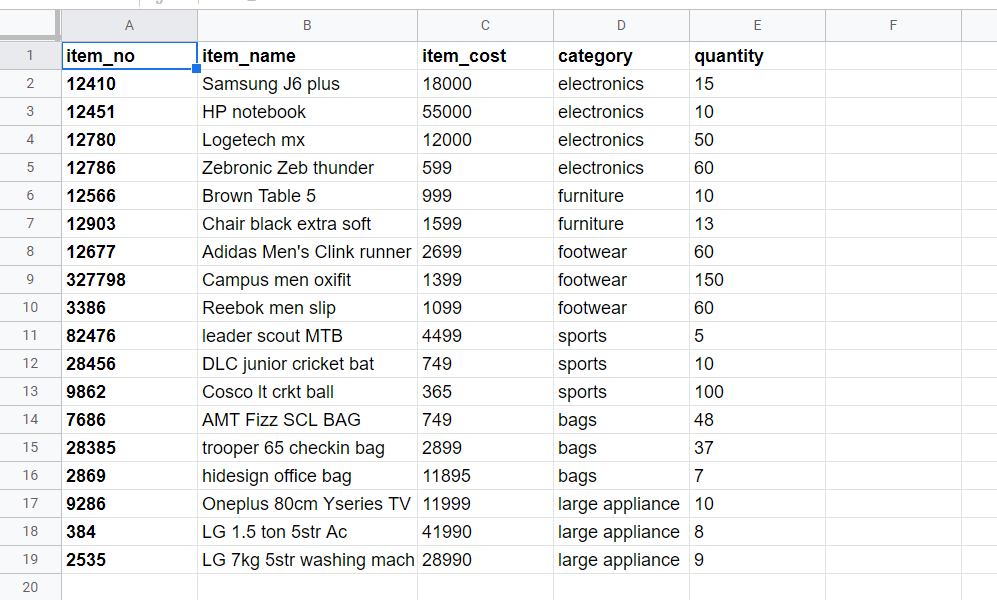 A B C D E F
1 item_no item_name item_cost category quantity
2 12410 Samsung J6 plus 18000 electronics 15
3 12451 HP notebook 55000 electronics 10
4 12780 Logetech mx 12000 electronics 50
5 12786 Zebronic Zeb thunder 599 electronics 60
6 12566 Brown Table 5 999 furniture 10
7 12903 Chair black extra soft 1599 furniture 13
8 12677 Adidas Men's Clink runner 2699 footwear 60
9 327798 Campus men oxifit 1399 footwear 150
10 3386 Reebok men slip 1099 footwear 60
11 82476 leader scout MTB 4499 sports 5
12 28456 DLC junior cricket bat 749 sports 10
13 9862 Cosco lt crkt ball 365 sports 100
14 7686 AMT Fizz SCL BAG 749 bags 48
15 28385 trooper 65 checkin bag 2899 bags 37
16 2869 hidesign office bag 11895 bags 7
17 9286 Oneplus 80cm Yseries TV 11999 large appliance 10
18 384 LG 1.5 ton 5str Ac 41990 large appliance 8
19 2535 LG 7kg 5str washing mach 28990 large appliance 9
20